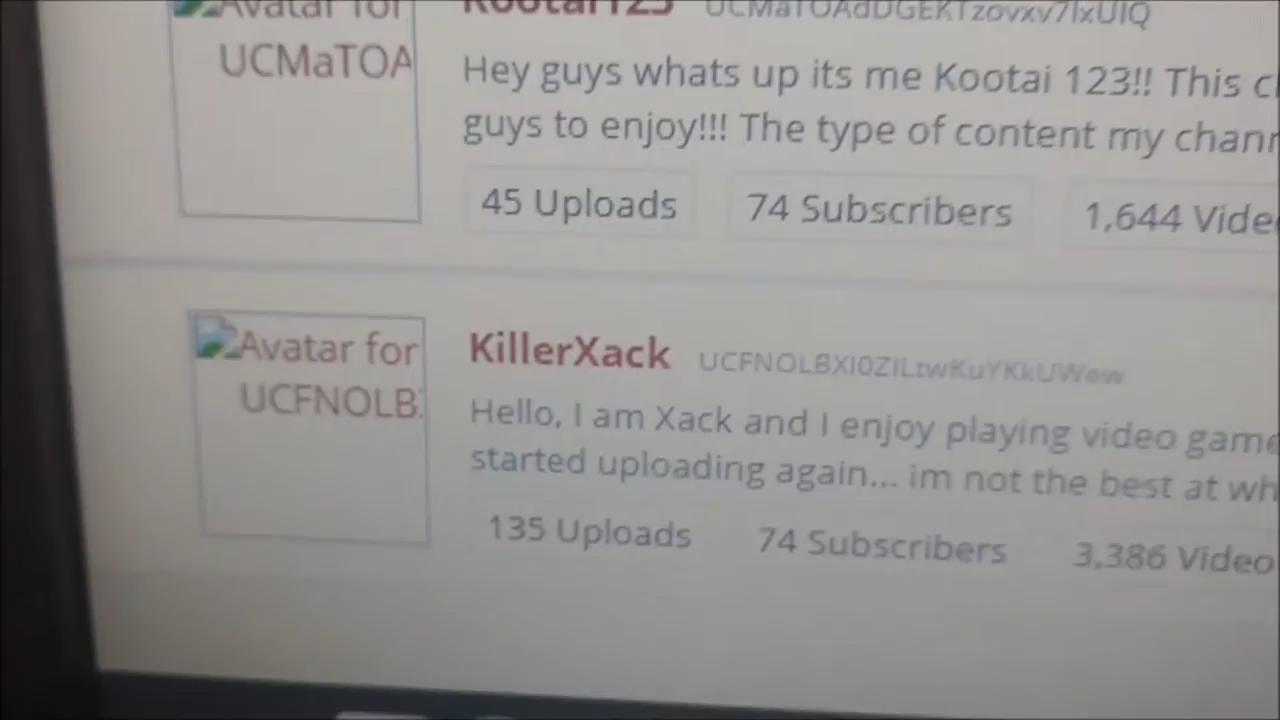 Avatar for
UCMaTOA
Kootai123
Hey guys whats up its me Kootai 123!! This c
guys to enjoy!!! The type of content my chann
45 Uploads 74 Subscribers 1,644 Vide
Avatar for
UCFNOLB
KillerXack
Hello, I am Xack and I enjoy playing video game
started uploading again... im not the best at wh
135 Uploads 74 Subscribers 3,386 Video